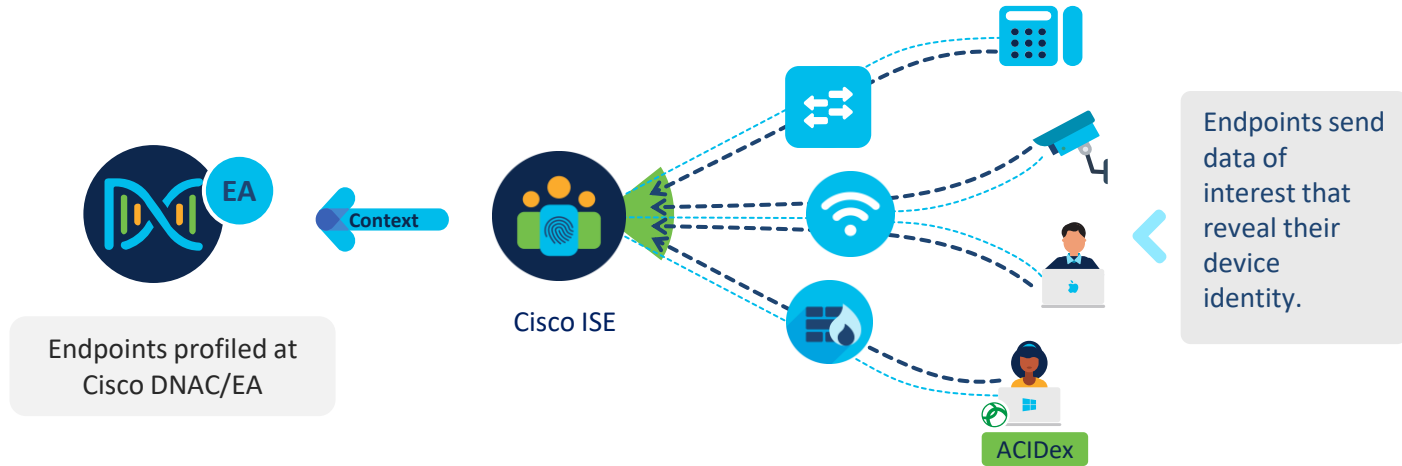 EA
Context
Endpoints profiled at
Cisco DNAC/EA
Cisco ISE
ACIDex
Endpoints send
data of
interest that
reveal their
device
identity.